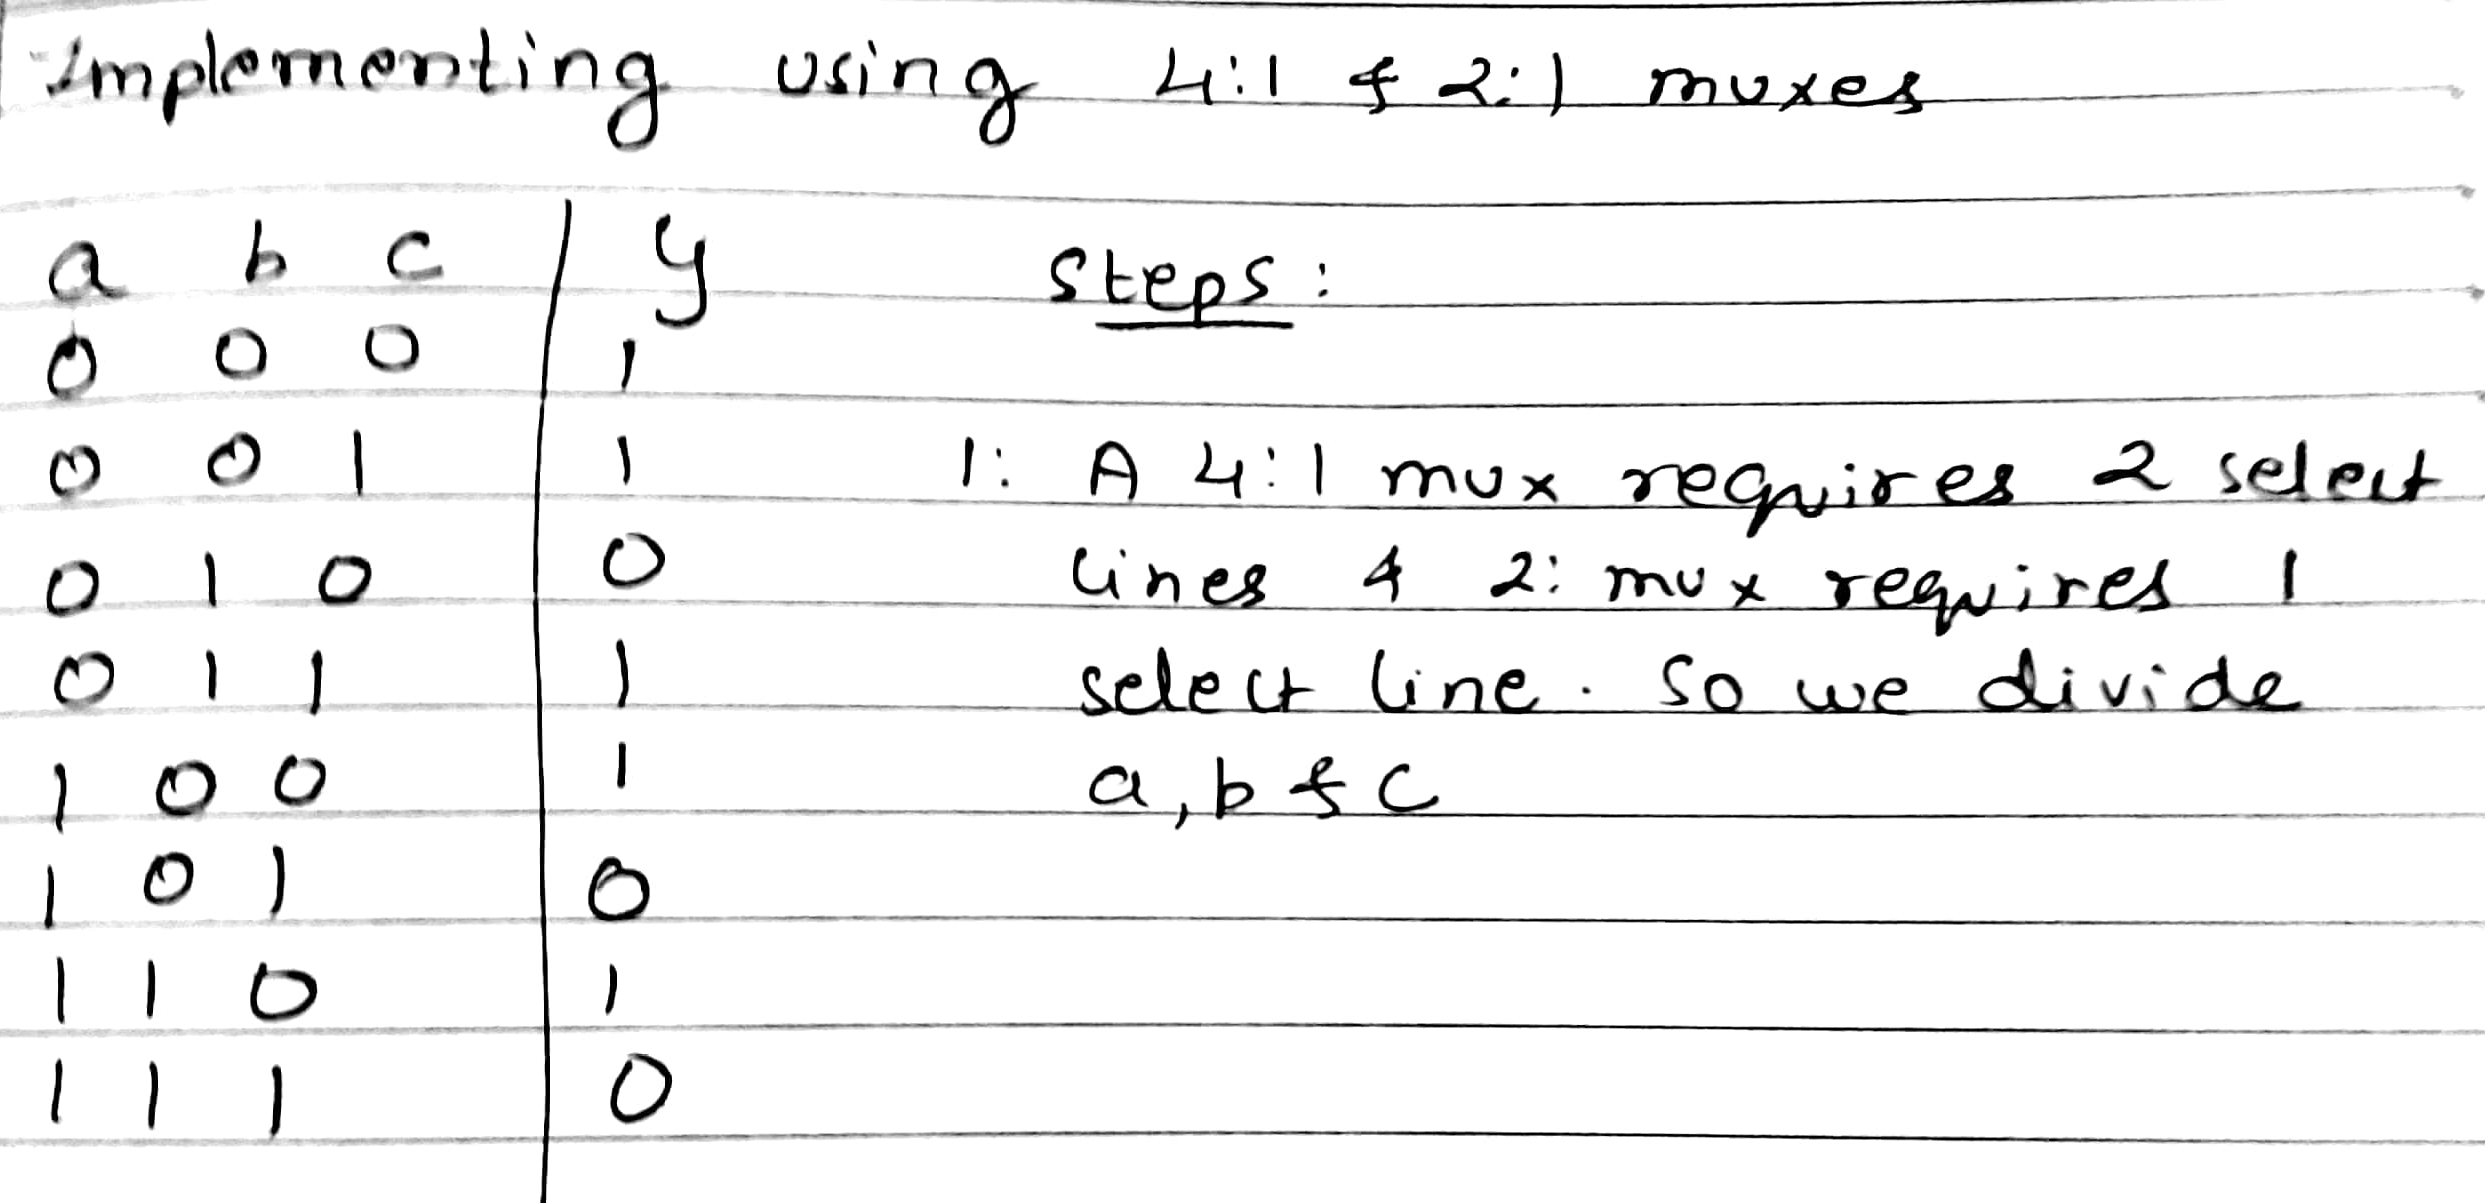 Implementing using 4:1 & 2:1 muxes
a b c y
Steps:
0 0 0 1
0 0 1 1
1: A 4:1 mux requires 2 select
0 1 0 0
lines & 2: mux requires 1
0 1 1 1
select line. So we divide
1 0 0 1
a, b & c
1 0 1 0
1 1 0 1
1 1 1 0